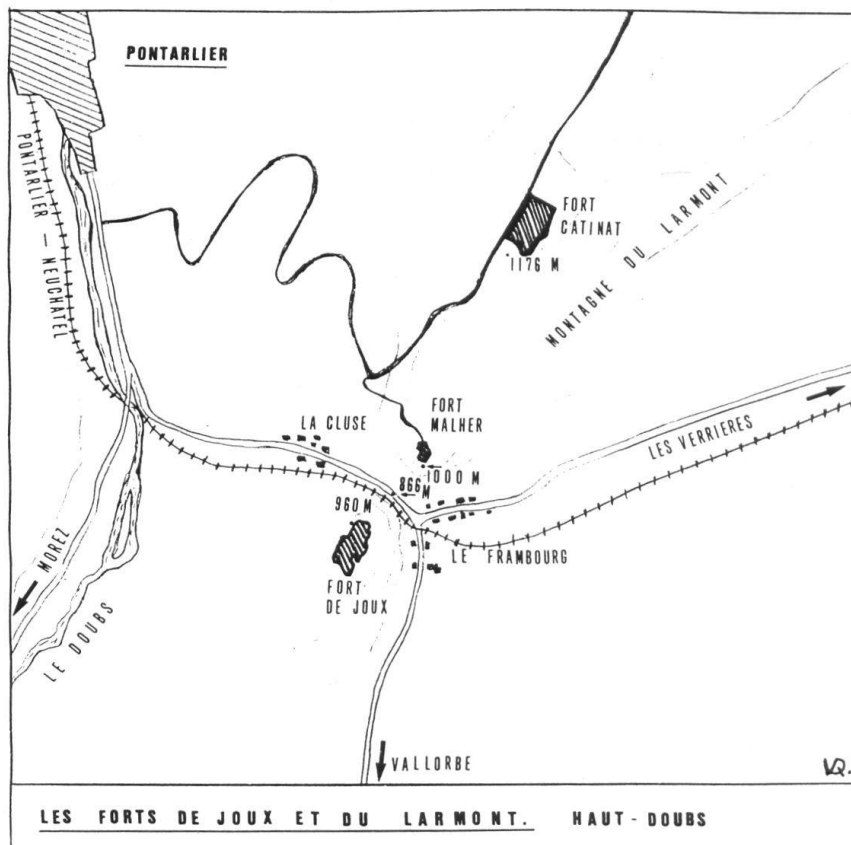 PONTARLIER
PONTARLIER — NEUCHATEL
FORT
CATINAT
1176 M
MONTAGNE DU LARMONT
FORT
MALHER
LA CLUSE
1000 M
866 M
960 M
LES VERRIERES
LE FRAMBOURG
MOREZ
LE DOUBS
FORT
DE JOUX
VALLORBE
LES FORTS DE JOUX ET DU LARMONT. HAUT-DOUBS